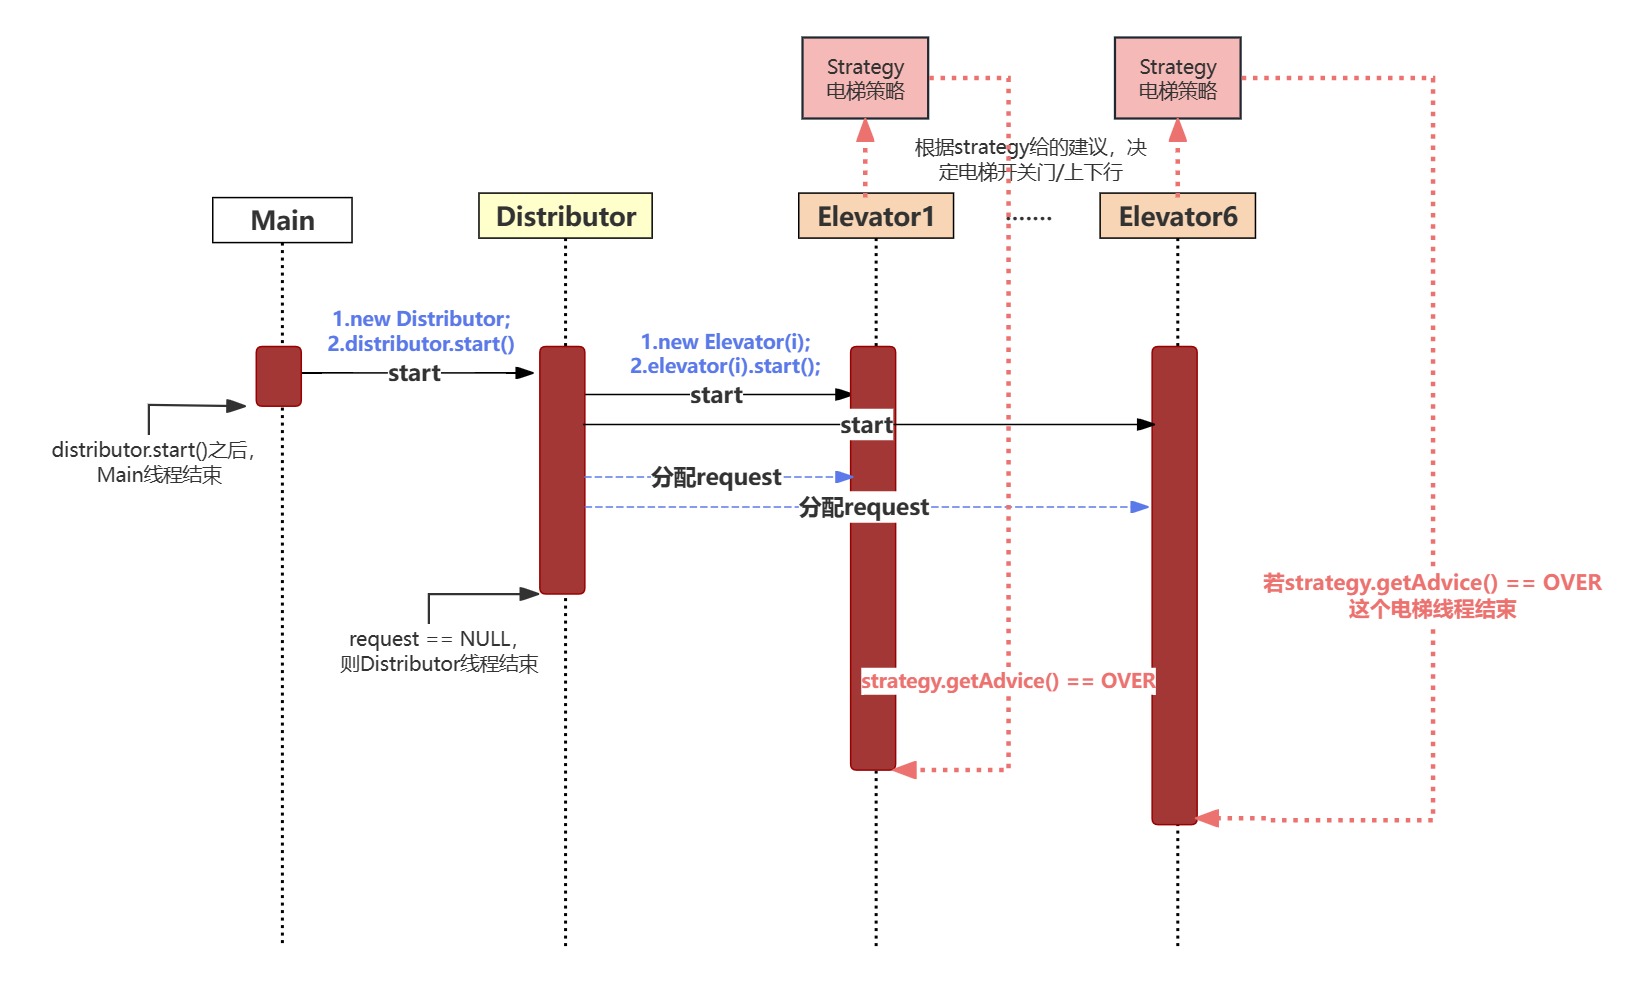 Strategy
电梯策略
Strategy
电梯策略
根据strategy给的建议，决
定电梯开关门/上下行
Main
Distributor
Elevator1
.......
Elevator6
1.new Distributor;
2.distributor.start()
start
1.new Elevator(i);
2.elevator(i).start();
start
start
distributor.start()之后，
Main线程结束
分配request
分配request
request == NULL，
则Distributor线程结束
若strategy.getAdvice() == OVER
这个电梯线程结束
strategy.getAdvice() == OVER